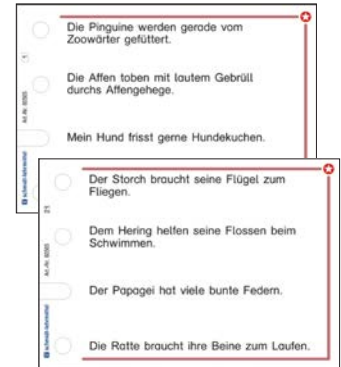 Die Pinguine werden gerade vom
Zoowärter gefüttert.
Die Affen toben mit lautem Gebrüll
durchs Affengehege.
Mein Hund frisst gerne Hundekuchen.
1
Der Storch braucht seine Flügel zum
Fliegen.
Dem Hering helfen seine Flossen beim
Schwimmen.
Der Papagei hat viele bunte Federn.
Die Ratte braucht ihre Beine zum Laufen.
21